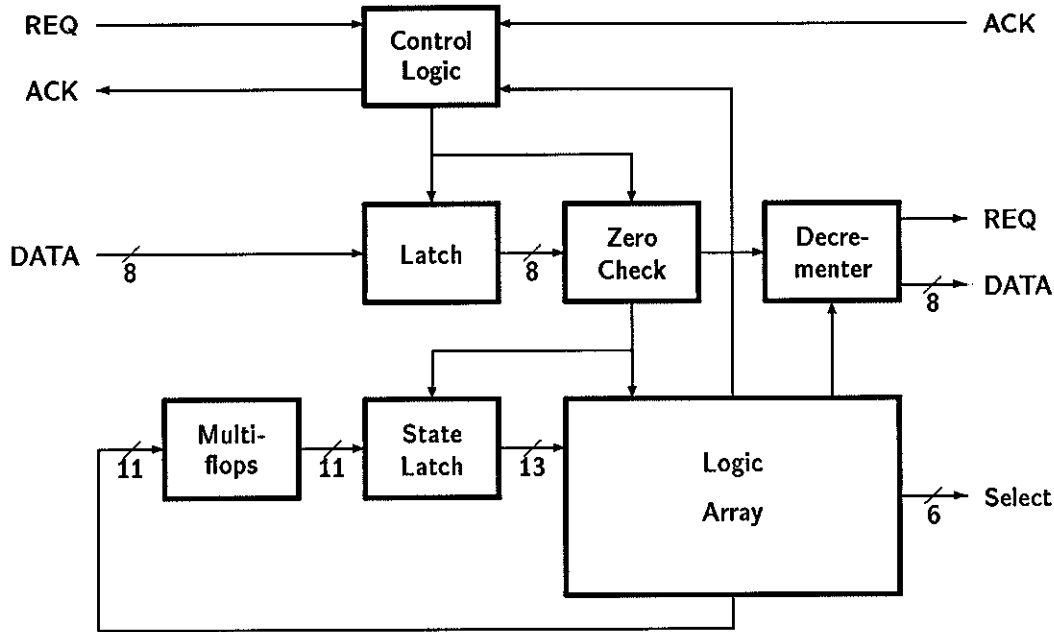 REQ
Control
Logic
ACK
ACK
DATA
8
Latch
8
Zero
Check
Decre-
menter
REQ
8
DATA
11
Multi-
flops
11
State
Latch
13
Logic
Array
6
Select